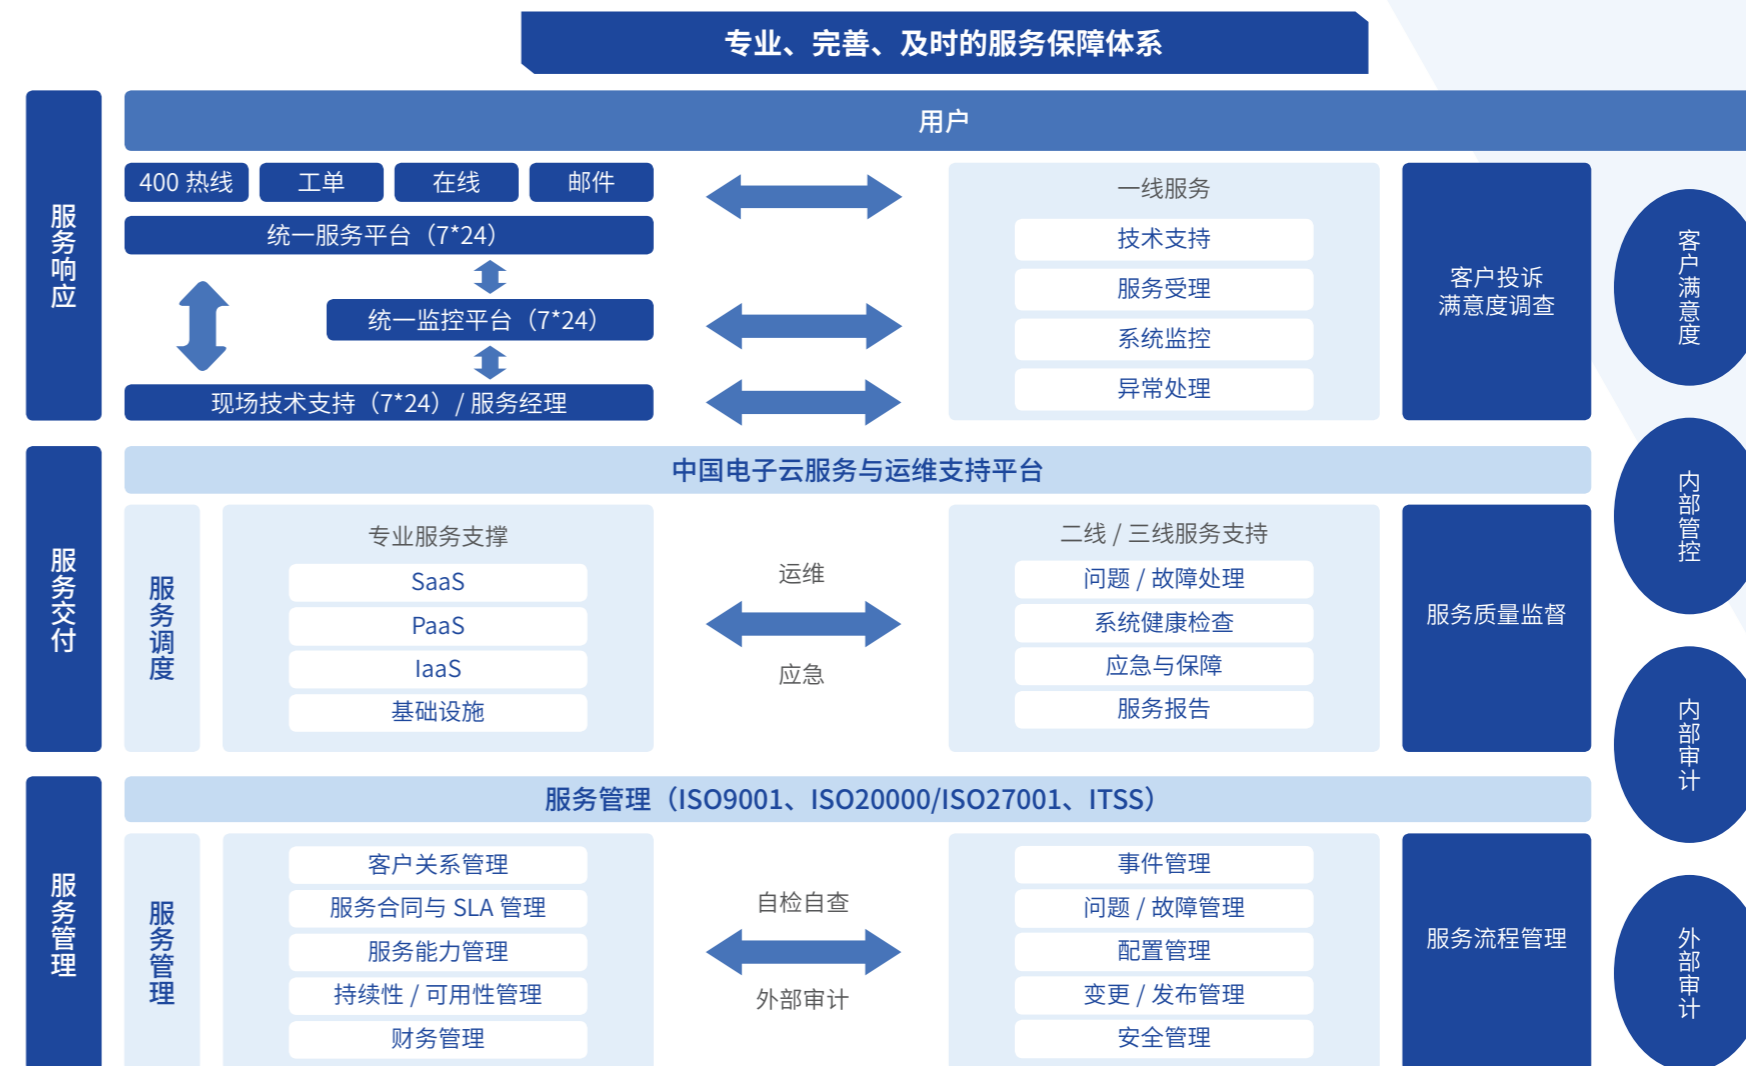 专业、完善、及时的服务保障体系
用户
服务响应
400 热线
工单
在线
邮件
统一服务平台（7*24）
统一监控平台（7*24）
现场技术支持（7*24）/ 服务经理
一线服务
技术支持
服务受理
系统监控
异常处理
客户投诉
满意度调查
客户满意度
服务交付
中国电子云服务与运维支持平台
服务调度
专业服务支撑
SaaS
PaaS
IaaS
基础设施
运维
应急
二线 / 三线服务支持
问题 / 故障处理
系统健康检查
应急与保障
服务报告
服务质量监督
内部管控
内部审计
服务管理
服务管理（ISO9001、ISO20000/ISO27001、ITSS）
服务管理
客户关系管理
服务合同与 SLA 管理
服务能力管理
持续性 / 可用性管理
财务管理
自检自查
外部审计
事件管理
问题 / 故障管理
配置管理
变更 / 发布管理
安全管理
服务流程管理
外部审计